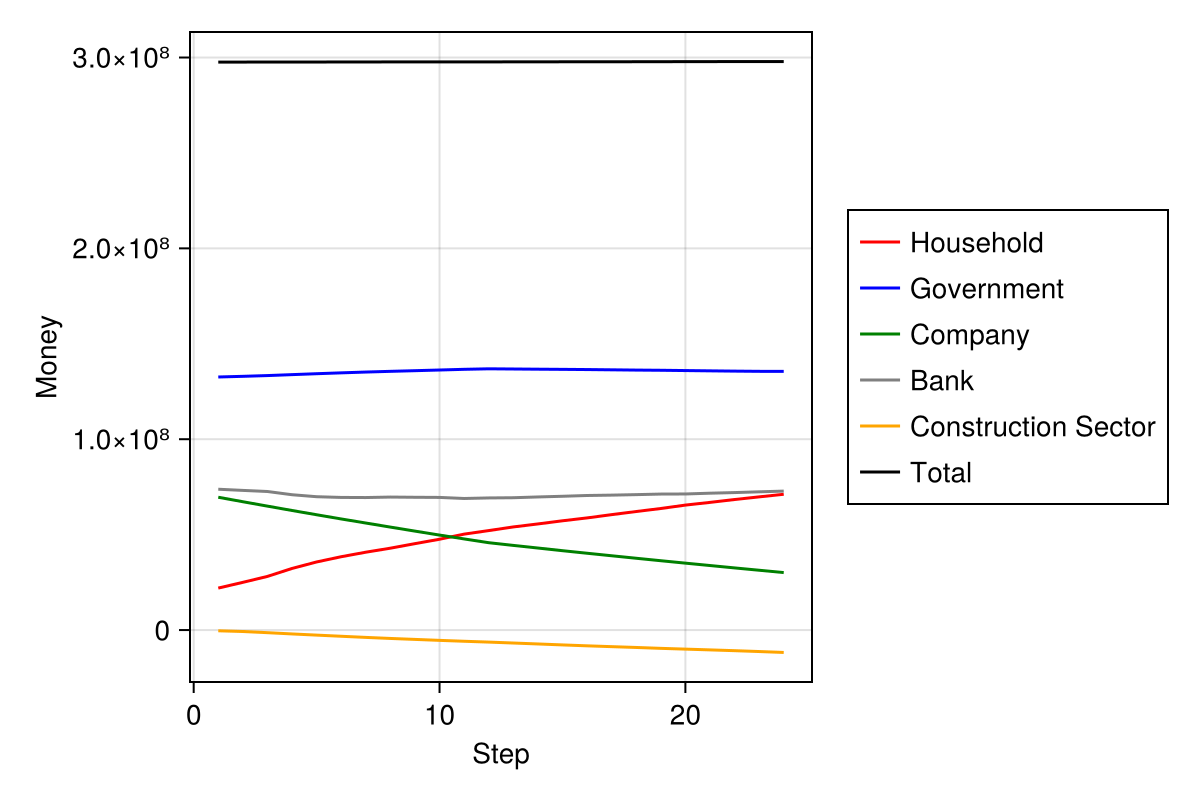 3.0×10⁸
2.0×10⁸
1.0×10⁸
0
Money
0
10
20
Step
Household
Government
Company
Bank
Construction Sector
Total